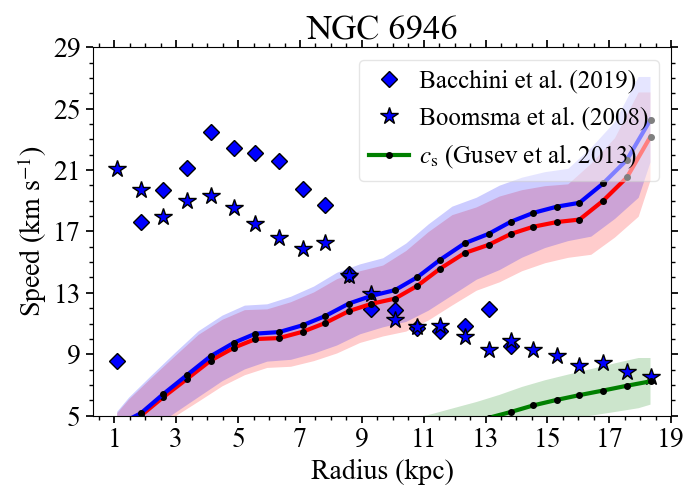 NGC 6946
29
25
21
17
13
9
5
Speed (km s⁻¹)
Bacchini et al. (2019)
Boomsma et al. (2008)
cₛ (Gusev et al. 2013)
1 3 5 7 9 11 13 15 17 19
Radius (kpc)